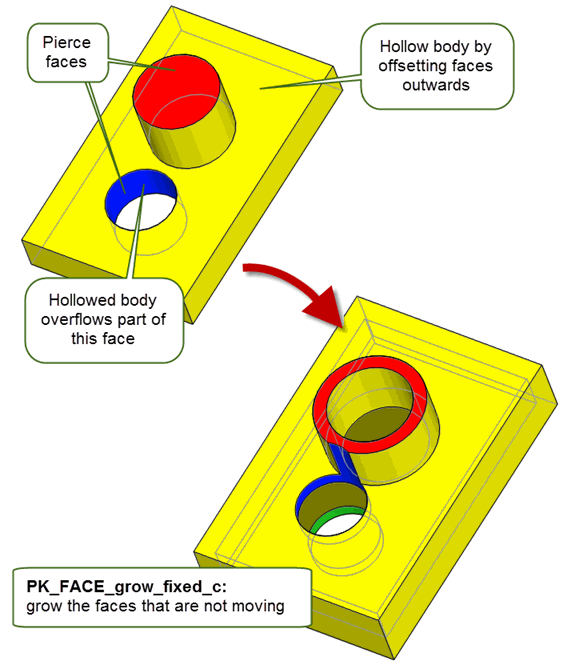 Pierce
faces
Hollow body by
offsetting faces
outwards
Hollowed body
overflows part of
this face
PK_FACE_grow_fixed_c:
grow the faces that are not moving